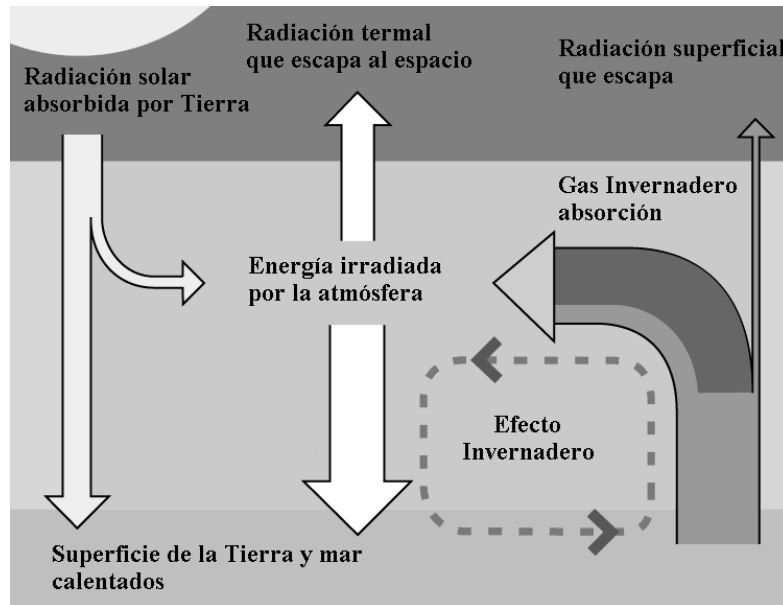 Radiación solar
absorbida por Tierra
Radiación termal
que escapa al espacio
Radiación superficial
que escapa
Gas Invernadero
absorción
Energía irradiada
por la atmósfera
Efecto
Invernadero
Superficie de la Tierra y mar
calentados